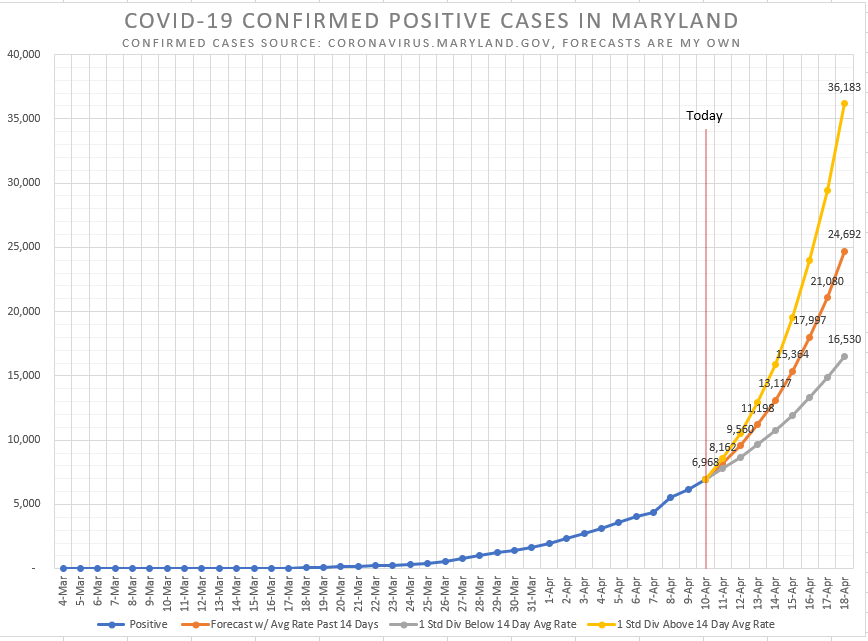 COVID-19 CONFIRMED POSITIVE CASES IN MARYLAND
CONFIRMED CASES SOURCE: CORONAVIRUS.MARYLAND.GOV, FORECASTS ARE MY OWN
40,000
35,000
30,000
25,000
20,000
15,000
10,000
5,000
-
Today
36,183
24,692
21,080
17,997
16,530
15,364
13,117
11,198
9,560
8,162
6,968
4-Mar
5-Mar
6-Mar
7-Mar
8-Mar
9-Mar
10-Mar
11-Mar
12-Mar
13-Mar
14-Mar
15-Mar
16-Mar
17-Mar
18-Mar
19-Mar
20-Mar
21-Mar
22-Mar
23-Mar
24-Mar
25-Mar
26-Mar
27-Mar
28-Mar
29-Mar
30-Mar
31-Mar
1-Apr
2-Apr
3-Apr
4-Apr
5-Apr
6-Apr
7-Apr
8-Apr
9-Apr
10-Apr
11-Apr
12-Apr
13-Apr
14-Apr
15-Apr
16-Apr
17-Apr
18-Apr
Positive
Forecast w/ Avg Rate Past 14 Days
1 Std Div Below 14 Day Avg Rate
1 Std Div Above 14 Day Avg Rate